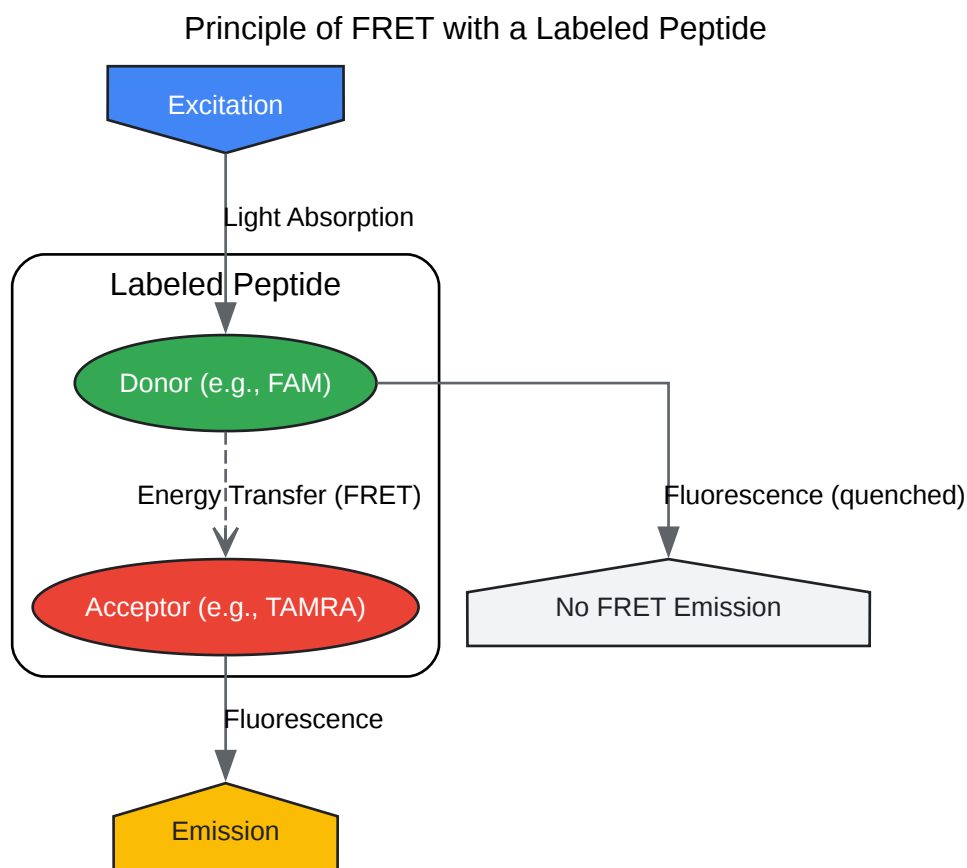 Principle of FRET with a Labeled Peptide
Excitation
Light Absorption
Labeled Peptide
Donor (e.g., FAM)
Energy Transfer (FRET)
Fluorescence (quenched)
Acceptor (e.g., TAMRA)
No FRET Emission
Fluorescence
Emission